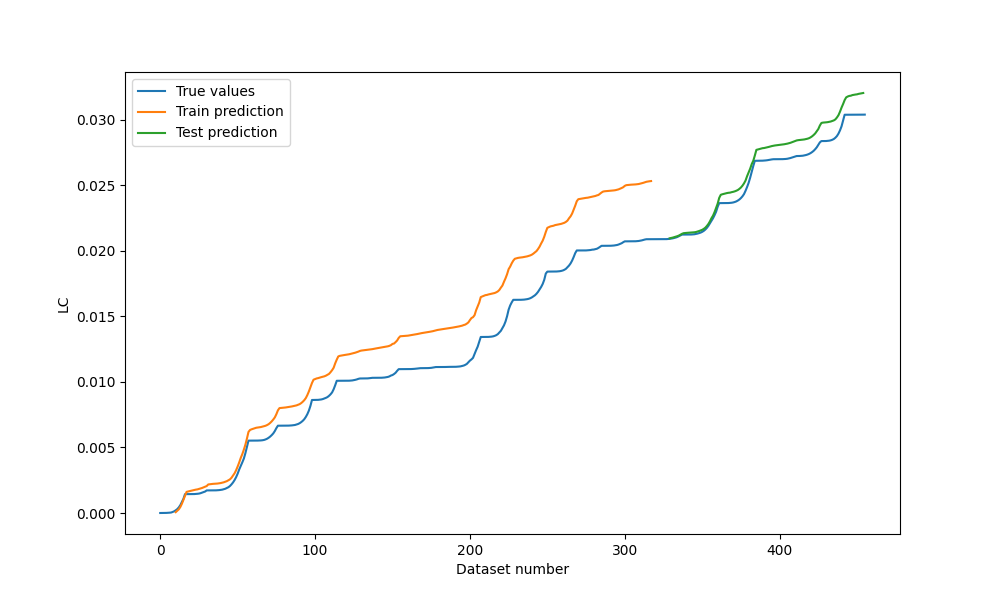 True values
Train prediction
Test prediction
0.030
0.025
0.020
0.015
0.010
0.005
0.000
LC
0 100 200 300 400
Dataset number